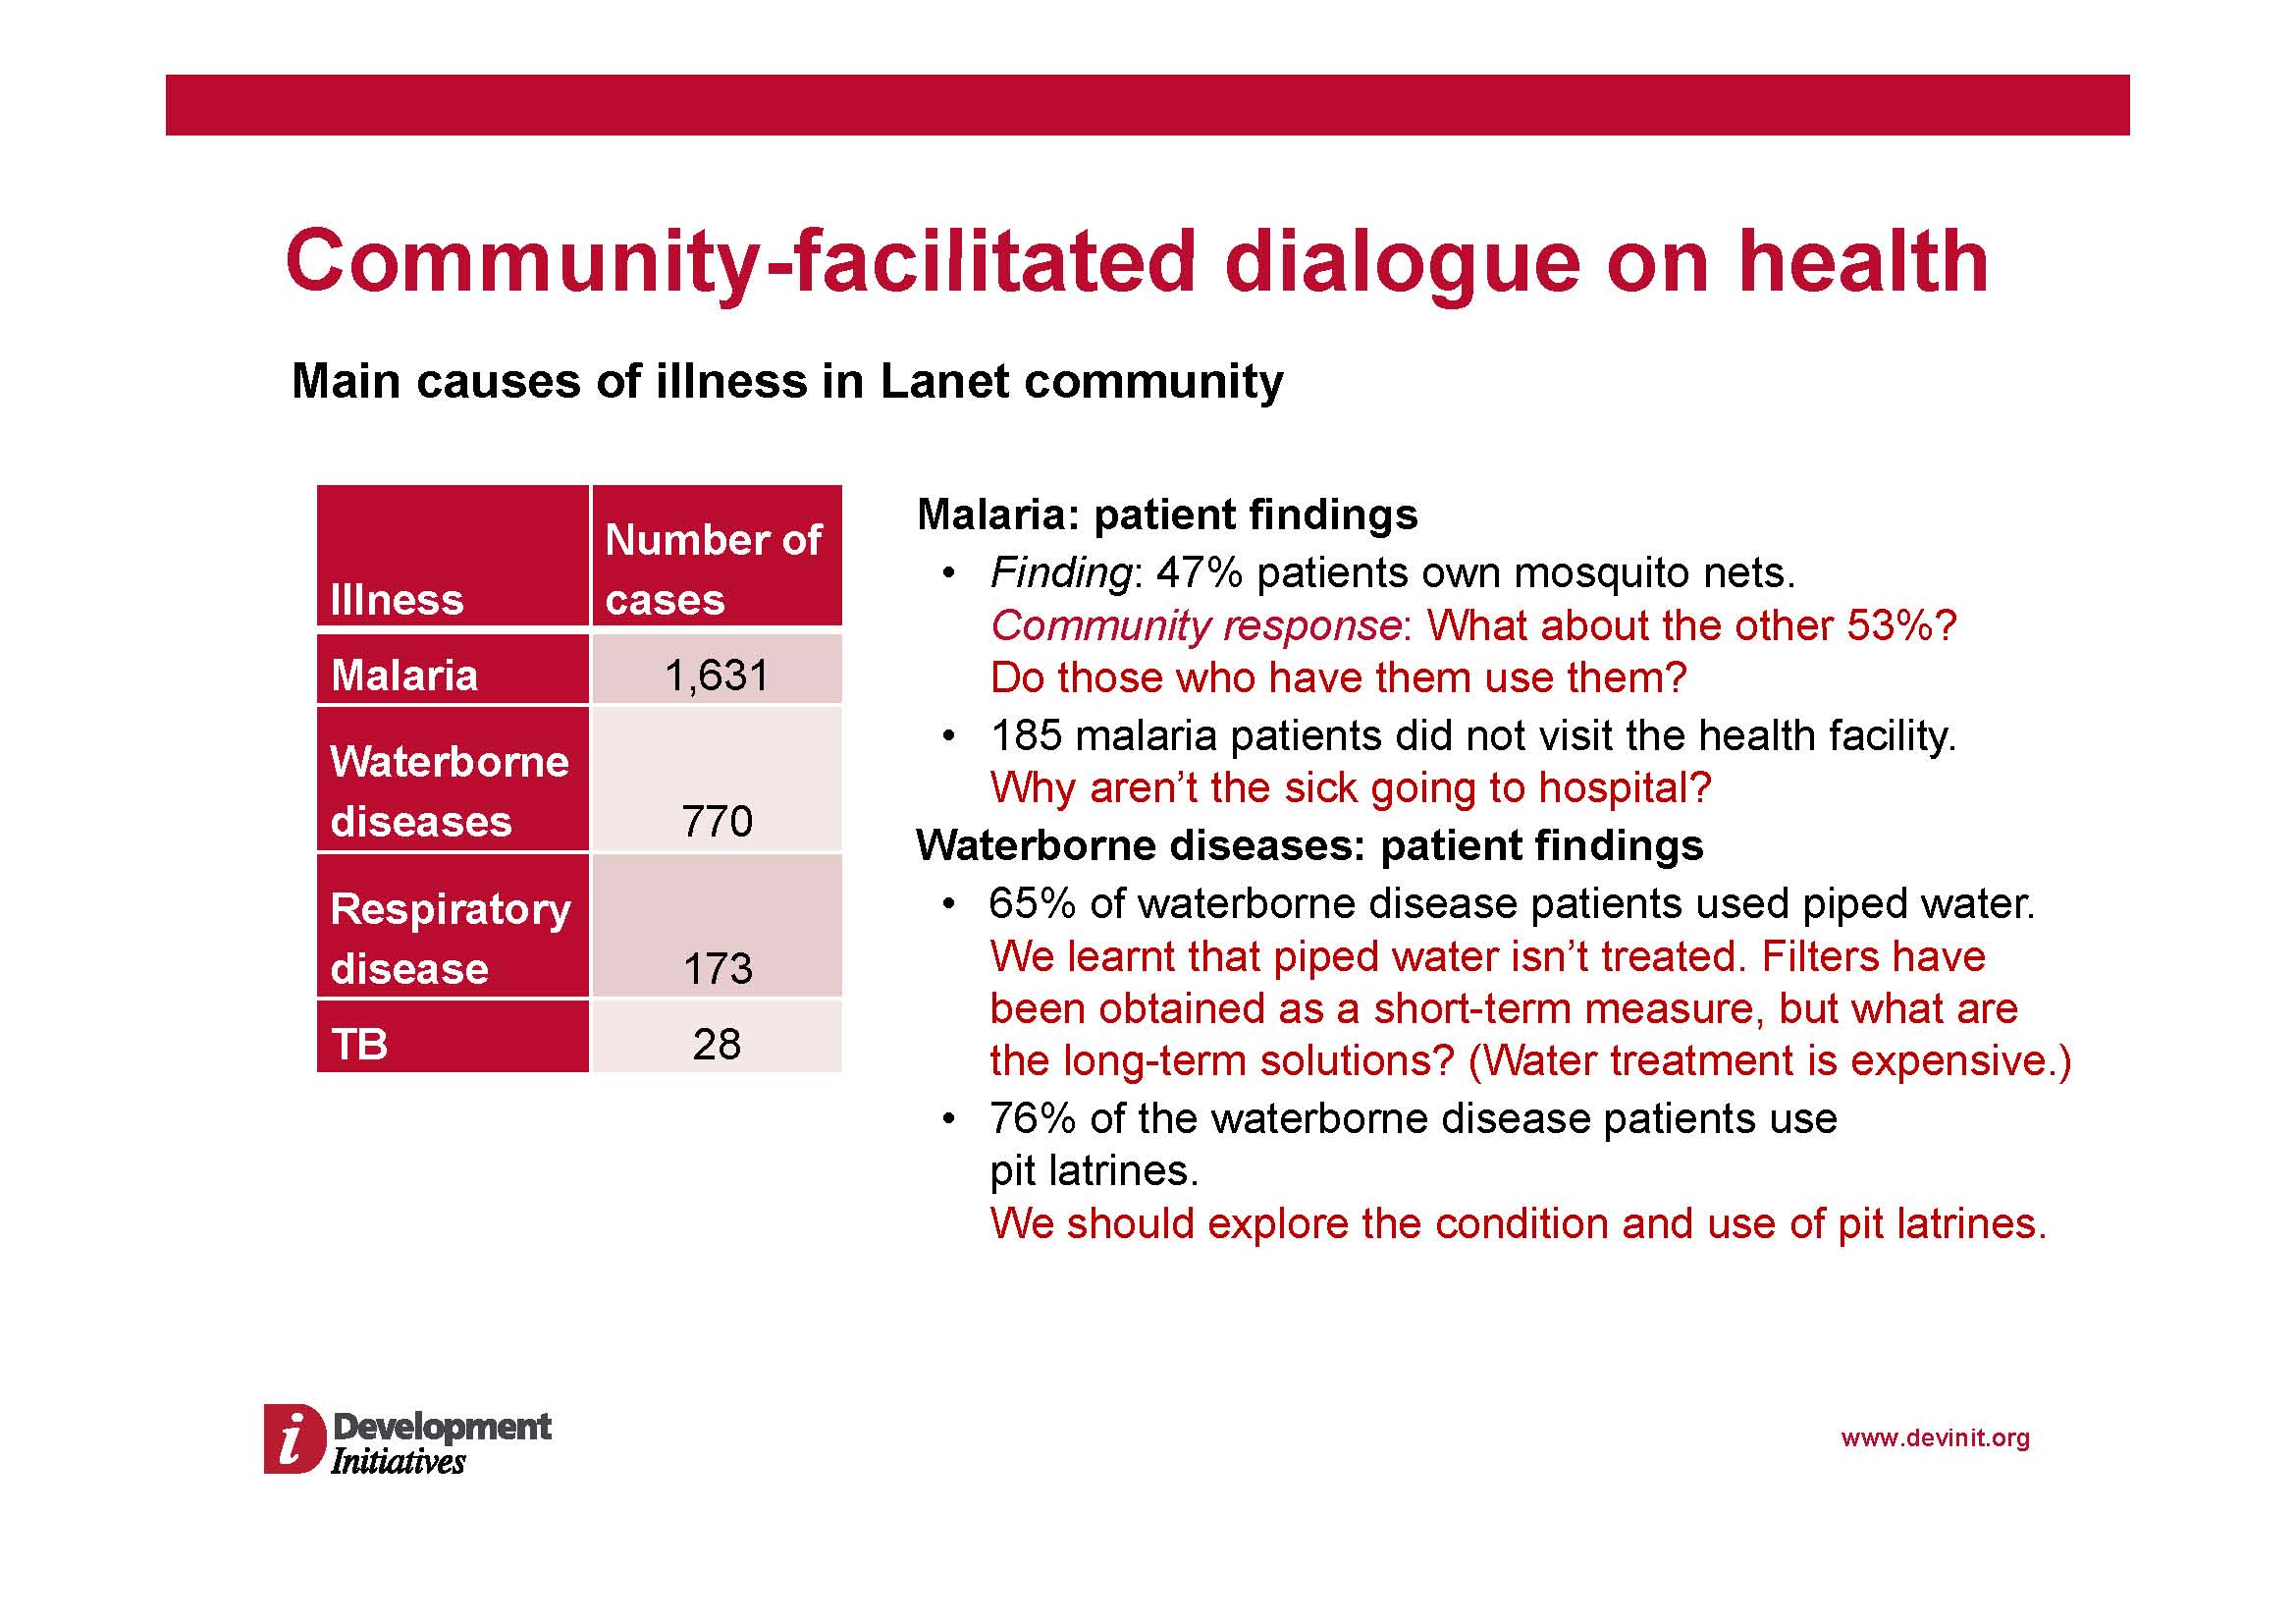 Community-facilitated dialogue on health
Main causes of illness in Lanet community
Illness
Number of
cases
Malaria
1,631
Waterborne
diseases
770
Respiratory
disease
173
TB
28
Malaria: patient findings
• Finding: 47% patients own mosquito nets.
Community response: What about the other 53%?
Do those who have them use them?
• 185 malaria patients did not visit the health facility.
Why aren’t the sick going to hospital?
Waterborne diseases: patient findings
• 65% of waterborne disease patients used piped water.
We learnt that piped water isn’t treated. Filters have
been obtained as a short-term measure, but what are
the long-term solutions? (Water treatment is expensive.)
• 76% of the waterborne disease patients use
pit latrines.
We should explore the condition and use of pit latrines.
i
Development
Initiatives
www.devinit.org